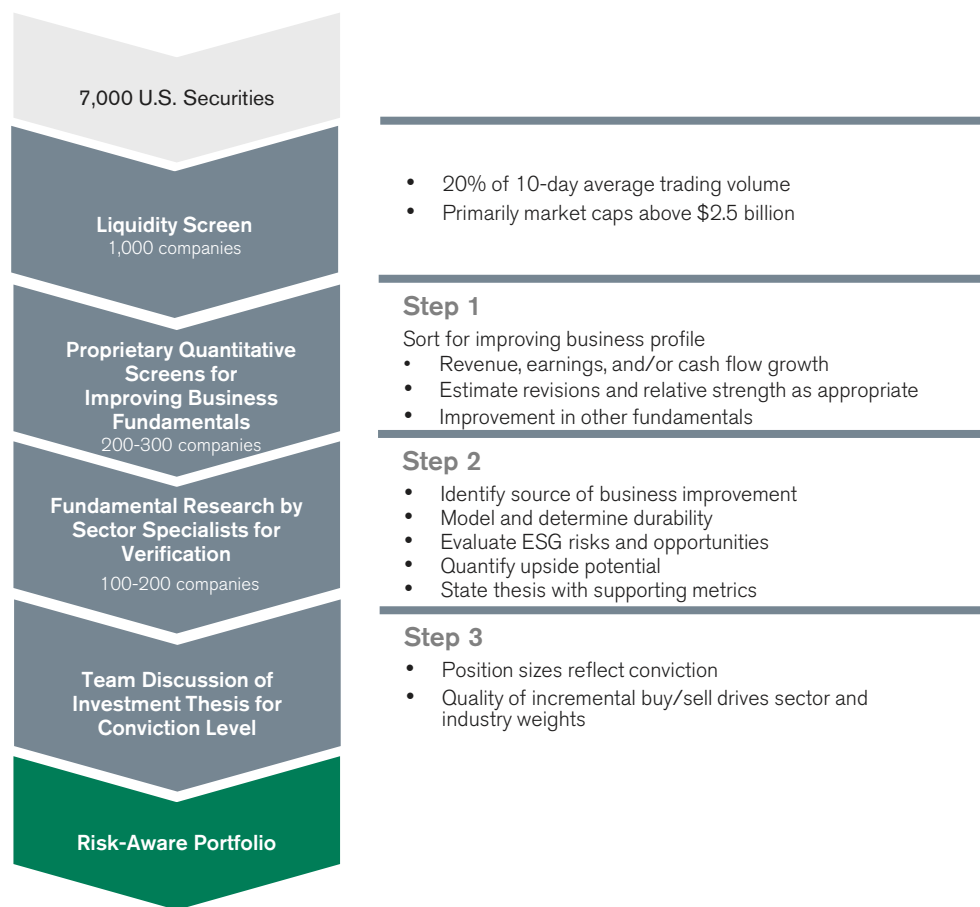 7,000 U.S. Securities
Liquidity Screen
1,000 companies
• 20% of 10-day average trading volume
• Primarily market caps above $2.5 billion
Proprietary Quantitative
Screens for
Improving Business
Fundamentals
200-300 companies
Step 1
Sort for improving business profile
• Revenue, earnings, and/or cash flow growth
• Estimate revisions and relative strength as appropriate
• Improvement in other fundamentals
Fundamental Research by
Sector Specialists for
Verification
100-200 companies
Step 2
• Identify source of business improvement
• Model and determine durability
• Evaluate ESG risks and opportunities
• Quantify upside potential
• State thesis with supporting metrics
Team Discussion of
Investment Thesis for
Conviction Level
Step 3
• Position sizes reflect conviction
• Quality of incremental buy/sell drives sector and
industry weights
Risk-Aware Portfolio